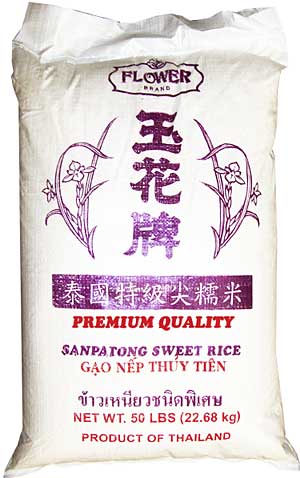 FLOWER
BRAND
玉花牌
泰國特級尖糯米
PREMIUM QUALITY
SANPATONG SWEET RICE
GẠO NẾP THỦY TIÊN
ข้าวเหนียวชนิดพิเศษ
NET WT. 50 LBS (22.68 kg)
PRODUCT OF THAILAND